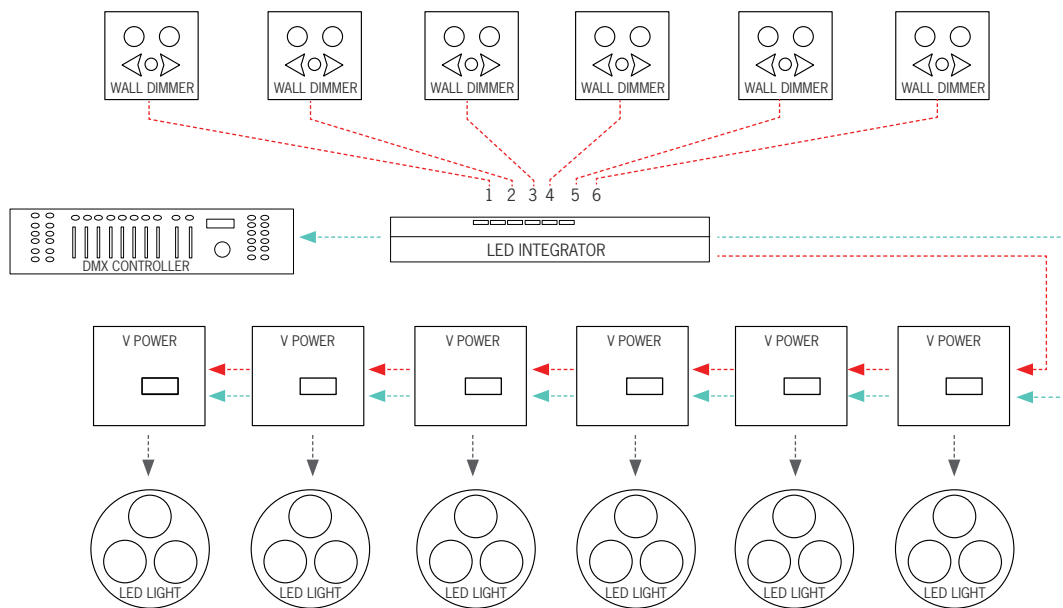 WALL DIMMER WALL DIMMER WALL DIMMER WALL DIMMER WALL DIMMER WALL DIMMER
1 2 3 4 5 6
DMX CONTROLLER
LED INTEGRATOR
V POWER V POWER V POWER V POWER V POWER V POWER
LED LIGHT LED LIGHT LED LIGHT LED LIGHT LED LIGHT LED LIGHT